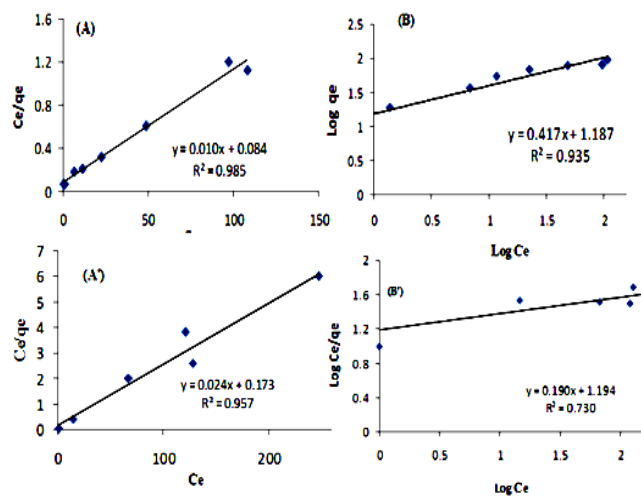 (A)
Ce/qe
1.6
1.2
0.8
0.4
0
y = 0.010x + 0.084
R² = 0.985
0 50 100 150
(B)
Log qe
2.5
2
1.5
1
0.5
0
y = 0.417x + 1.187
R² = 0.935
0 0.5 1 1.5 2
Log Ce
(A')
Ce/qe
7
6
5
4
3
2
1
0
y = 0.024x + 0.173
R² = 0.957
0 100 200
Ce
(B')
Log Ce/qe
2
1.6
1.2
0.8
0.4
0
y = 0.190x + 1.194
R² = 0.730
0 0.5 1 1.5 2
Log Ce